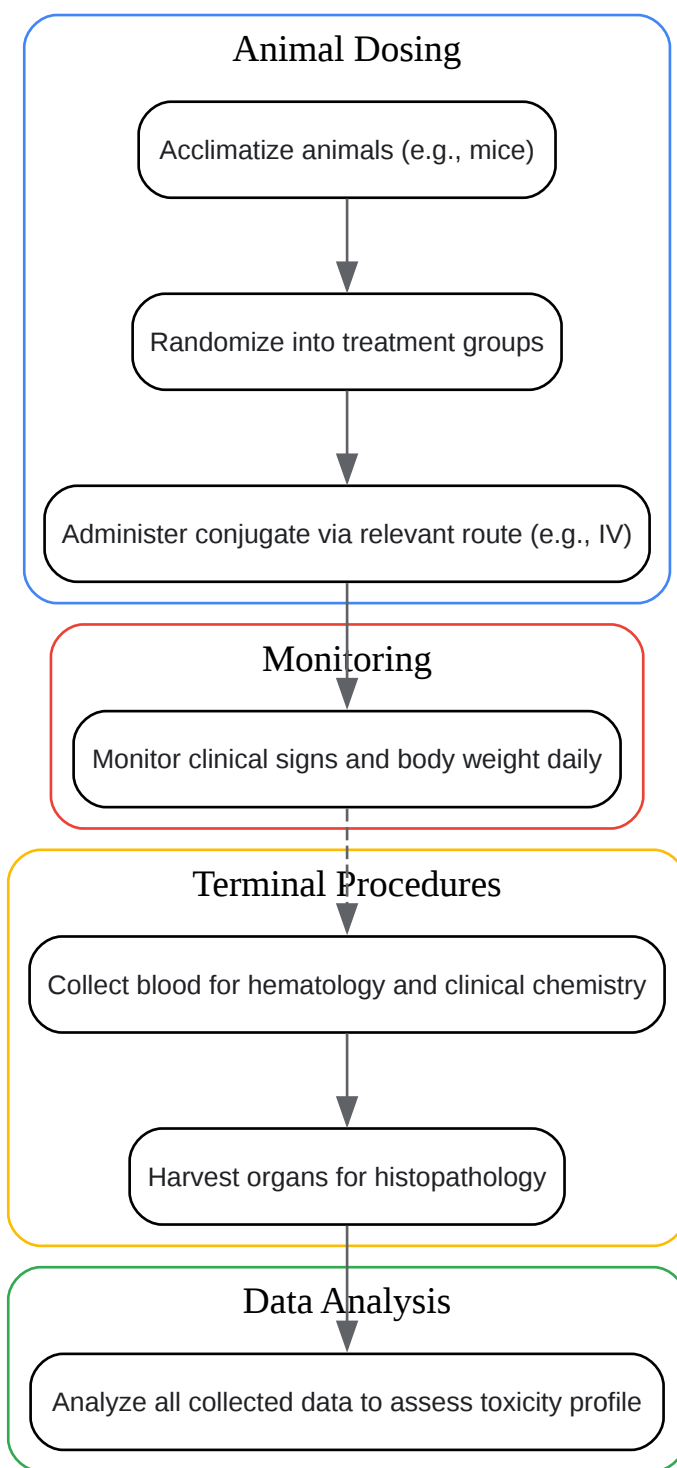 Animal Dosing
Acclimatize animals (e.g., mice)
Randomize into treatment groups
Administer conjugate via relevant route (e.g., IV)
Monitoring
Monitor clinical signs and body weight daily
Terminal Procedures
Collect blood for hematology and clinical chemistry
Harvest organs for histopathology
Data Analysis
Analyze all collected data to assess toxicity profile